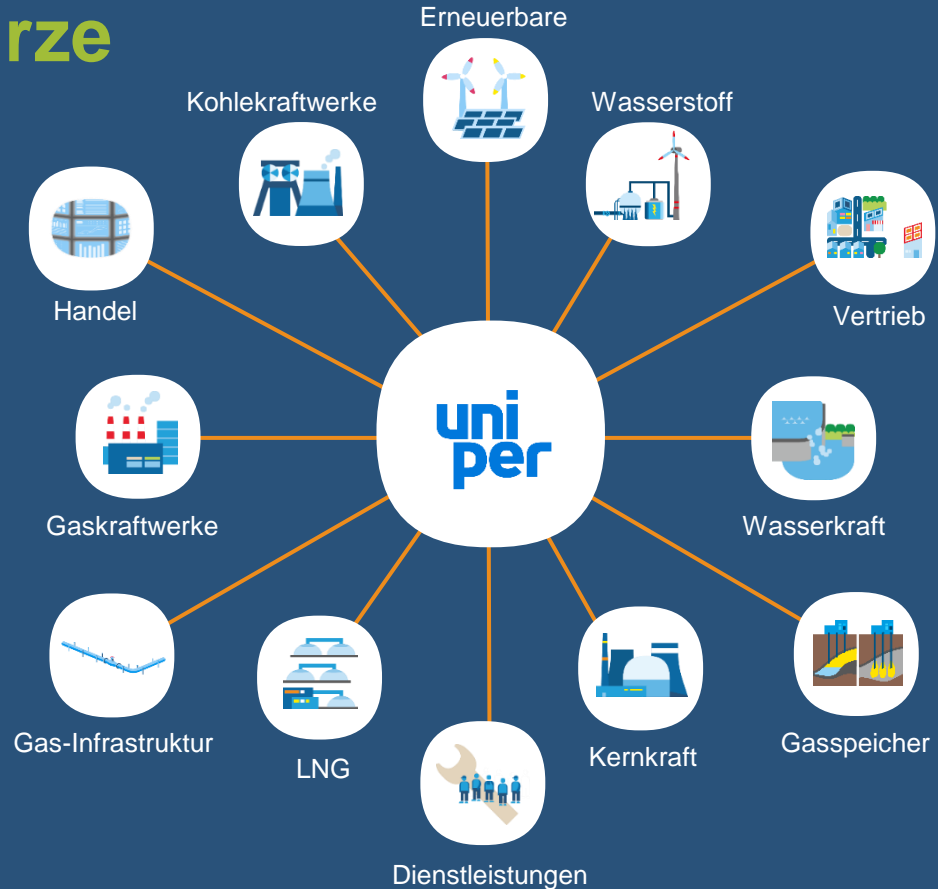 rze
Erneuerbare
Kohlekraftwerke
Wasserstoff
Handel
Vertrieb
uni
per
Gaskraftwerke
Wasserkraft
Gas-Infrastruktur
LNG
Kernkraft
Gasspeicher
Dienstleistungen